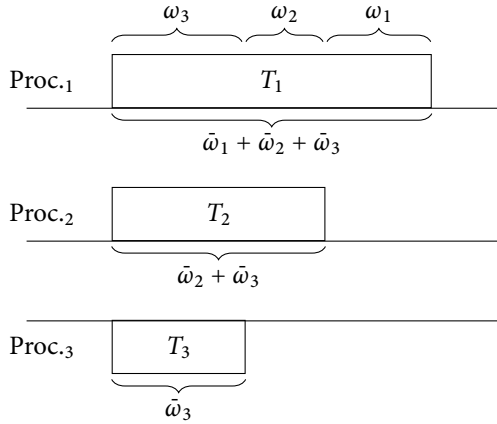 ω₃ ω₂ ω₁
Proc.₁ T₁
ω̄₁ + ω̄₂ + ω̄₃
Proc.₂ T₂
ω̄₂ + ω̄₃
Proc.₃ T₃
ω̄₃